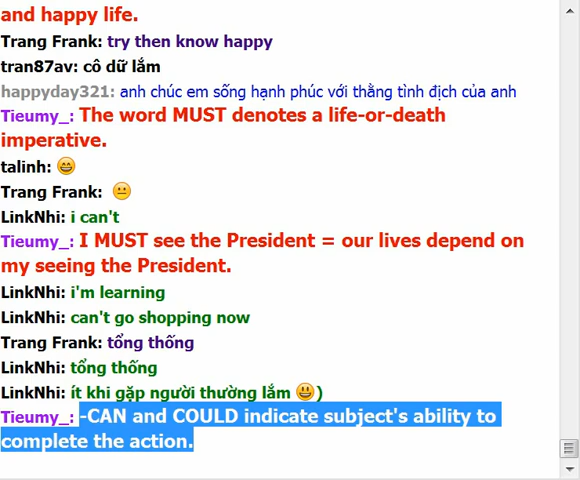 and happy life.
Trang Frank: try then know happy
tran87av: cô dữ lắm
happyday321: anh chúc em sống hạnh phúc với thằng tình địch của anh
Tieumy_: The word MUST denotes a life-or-death
imperative.
talinh: 😄
Trang Frank: 😐
LinkNhi: i can't
Tieumy_: I MUST see the President = our lives depend on
my seeing the President.
LinkNhi: i'm learning
LinkNhi: can't go shopping now
Trang Frank: tổng thống
LinkNhi: tổng thống
LinkNhi: ít khi gặp người thường lắm 😃)
Tieumy_: -CAN and COULD indicate subject's ability to
complete the action.